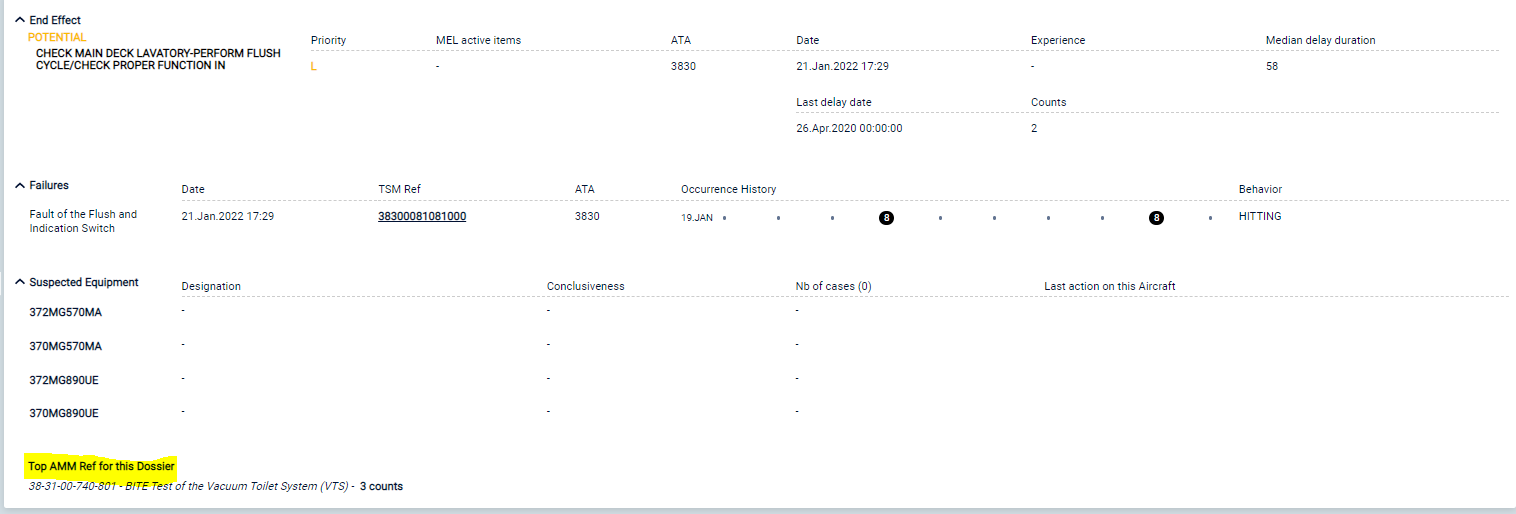 End Effect
POTENTIAL
CHECK MAIN DECK LAVATORY-PERFORM FLUSH
CYCLE/CHECK PROPER FUNCTION IN
Priority MEL active items ATA Date Experience Median delay duration
L - 3830 21.Jan.2022 17:29 - 58
Last delay date Counts
26.Apr.2020 00:00:00 2
Failures Date TSM Ref ATA Occurrence History Behavior
Fault of the Flush and 21.Jan.2022 17:29 38300081081000 3830 19.JAN 8 8 HITTING
Indication Switch
Suspected Equipment Designation Conclusiveness Nb of cases (0) Last action on this Aircraft
372MG570MA - - -
370MG570MA - - -
372MG890UE - - -
370MG890UE - - -
Top AMM Ref for this Dossier
38-31-00-740-801 - BITE Test of the Vacuum Toilet System (VTS) - 3 counts